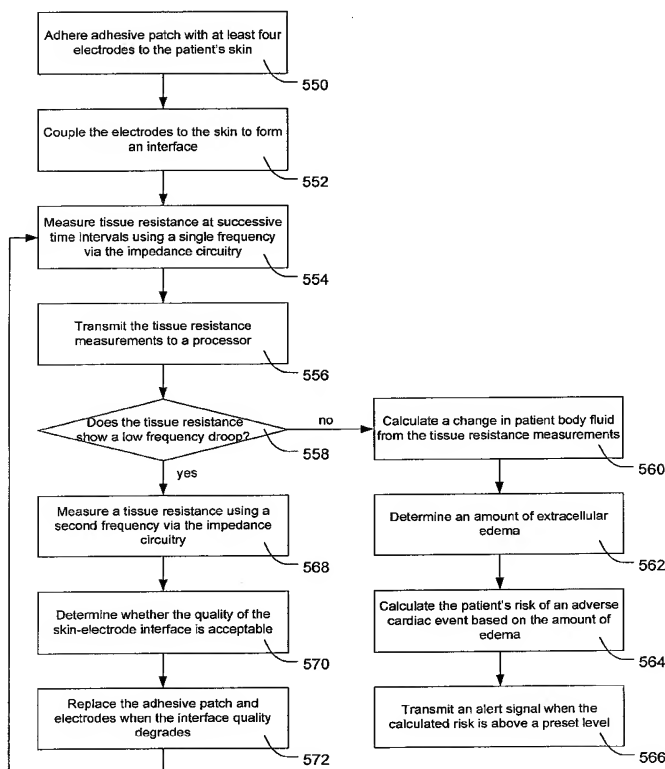 Adhere adhesive patch with at least four
electrodes to the patient's skin
550
Couple the electrodes to the skin to form
an interface
552
Measure tissue resistance at successive
time intervals using a single frequency
via the impedance circuitry
554
Transmit the tissue resistance
measurements to a processor
556
Does the tissue resistance
show a low frequency droop?
558
no
yes
Calculate a change in patient body fluid
from the tissue resistance measurements
560
Determine an amount of extracellular
edema
562
Calculate the patient's risk of an adverse
cardiac event based on the amount of
edema
564
Transmit an alert signal when the
calculated risk is above a preset level
566
Measure a tissue resistance using a
second frequency via the impedance
circuitry
568
Determine whether the quality of the
skin-electrode interface is acceptable
570
Replace the adhesive patch and
electrodes when the interface quality
degrades
572